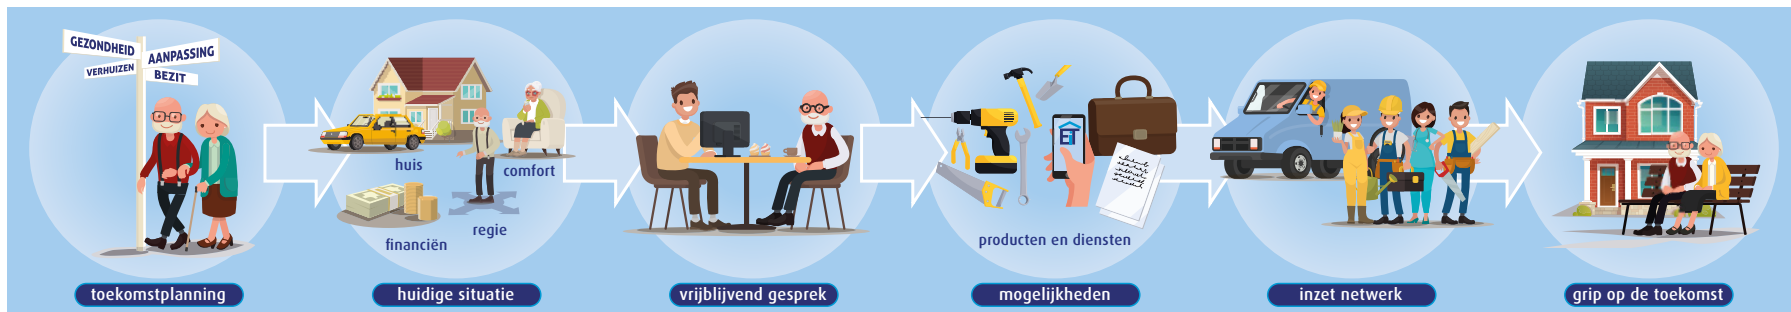 GEZONDHEID
AANPASSING
VERHUIZEN
BEZIT
toekomstplanning
huis
comfort
financiën
regie
huidige situatie
vrijblijvend gesprek
producten en diensten
mogelijkheden
inzet netwerk
grip op de toekomst